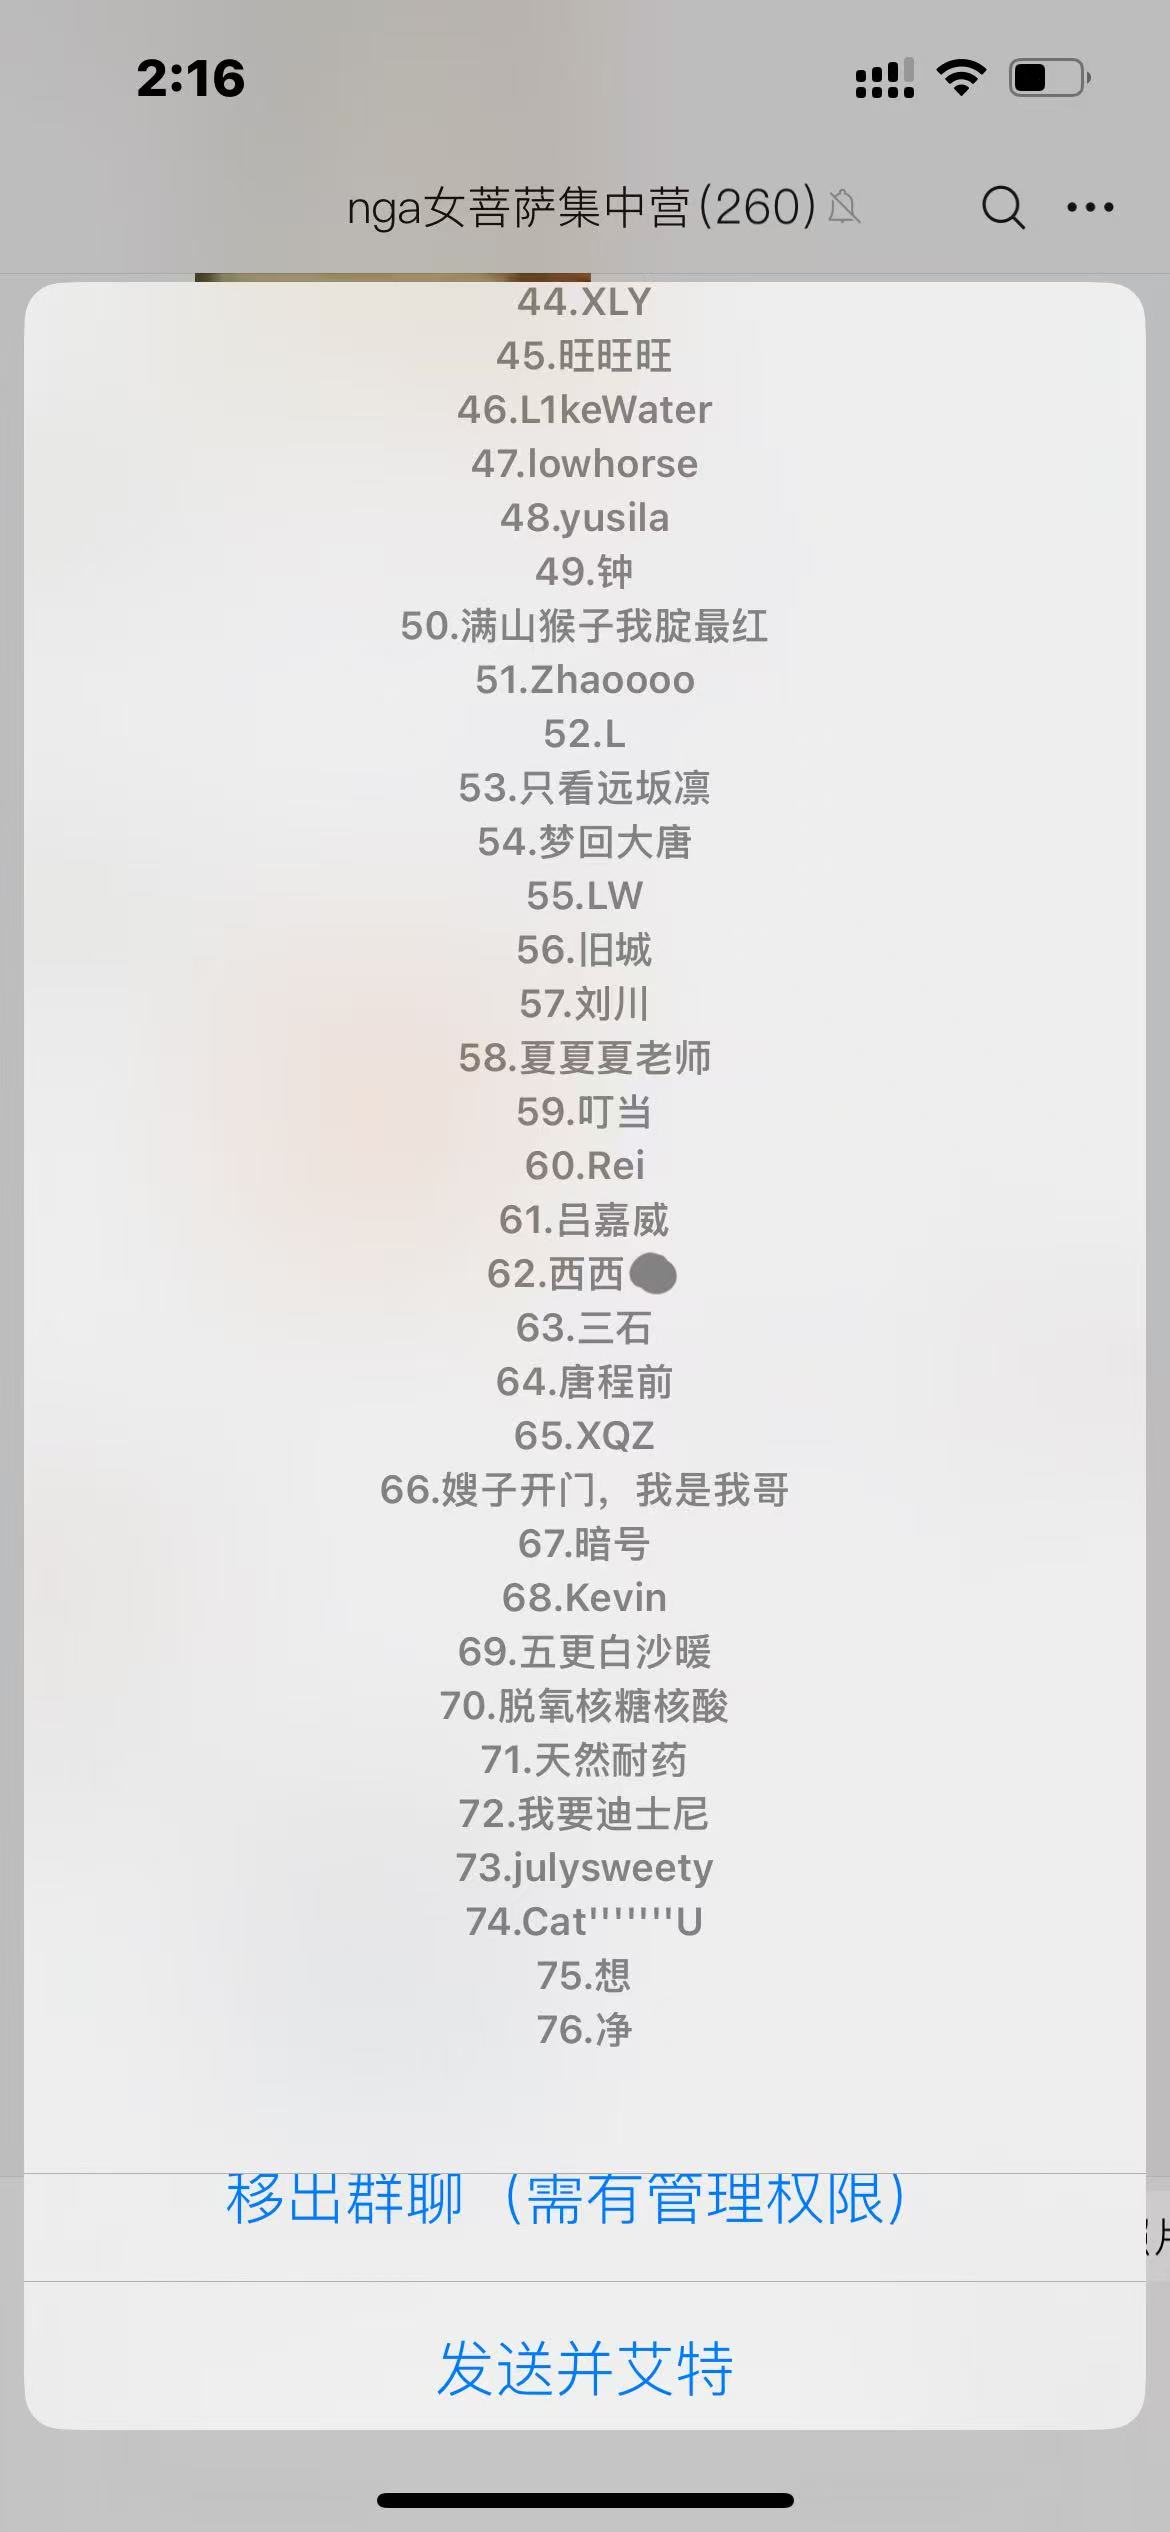 2:16
nga女菩萨集中营(260)
44.XLY
45.旺旺旺
46.L1keWater
47.lowhorse
48.yusila
49.钟
50.满山猴子我腚最红
51.Zhaoooo
52.L
53.只看远坂凛
54.梦回大唐
55.LW
56.旧城
57.刘川
58.夏夏夏老师
59.叮当
60.Rei
61.吕嘉威
62.西西
63.三石
64.唐程前
65.XQZ
66.嫂子开门，我是我哥
67.暗号
68.Kevin
69.五更白沙暖
70.脱氧核糖核酸
71.天然耐药
72.我要迪士尼
73.julysweety
74.Cat'''''''U
75.想
76.净
移出群聊（需有管理权限）
片
发送并艾特